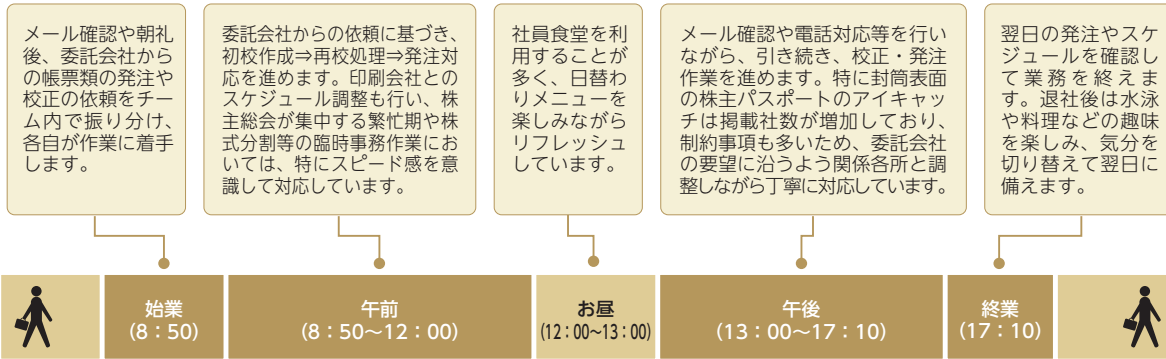 メール確認や朝礼
後、委託会社から
の帳票類の発注や
校正の依頼をチー
ム内で振り分け、
各自が作業に着手
します。
委託会社からの依頼に基づき、
初校作成⇒再校処理⇒発注対
応を進めます。印刷会社との
スケジュール調整も行い、株
主総会が集中する繁忙期や株
式分割等の臨時事務作業にお
いては、特にスピード感を意
識して対応しています。
社員食堂を利
用することが
多く、日替わ
りメニューを
楽しみながら
リフレッシュ
しています。
メール確認や電話対応等を行い
ながら、引き続き、校正・発注
作業を進めます。特に封筒表面
の株主パスポートのアイキャッ
チは掲載社数が増加しており、
制約事項も多いため、委託会社
の要望に沿うよう関係各所と調
整しながら丁寧に対応しています。
翌日の発注やスケ
ジュールを確認し
て業務を終えま
す。退社後は水泳
や料理などの趣味
を楽しみ、気分を
切り替えて翌日に
備えます。
始業
(8：50)
午前
(8：50〜12：00)
お昼
(12：00〜13：00)
午後
(13：00〜17：10)
終業
(17：10)